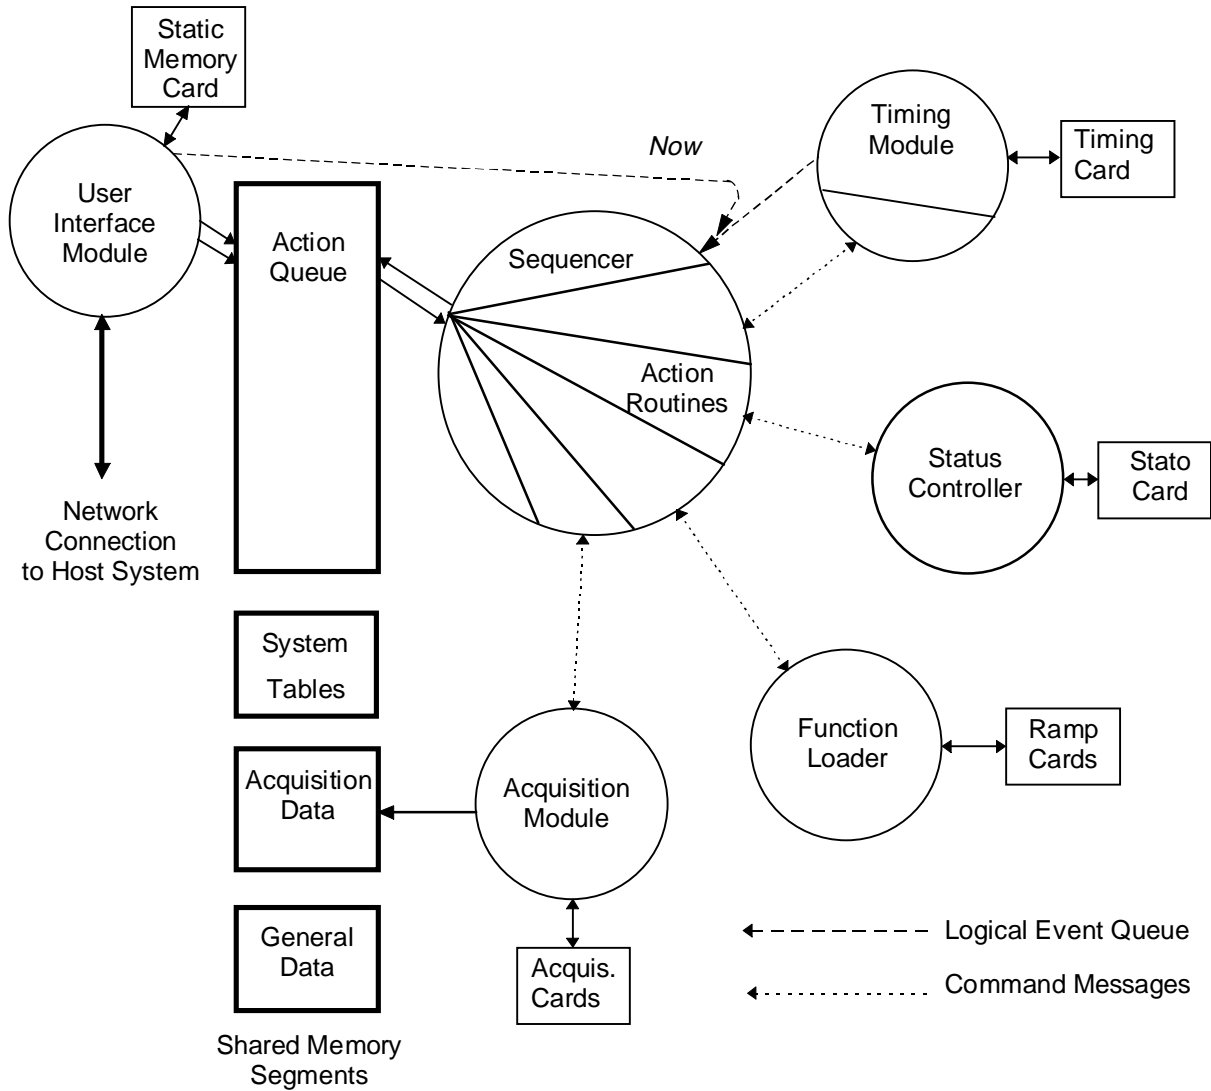 Static
Memory
Card
User
Interface
Module
Now
Timing
Module
Timing
Card
Action
Queue
Sequencer
Action
Routines
Status
Controller
Stato
Card
Network
Connection
to Host System
System
Tables
Acquisition
Data
Acquisition
Module
Function
Loader
Ramp
Cards
General
Data
Acquis.
Cards
Logical Event Queue
Command Messages
Shared Memory
Segments